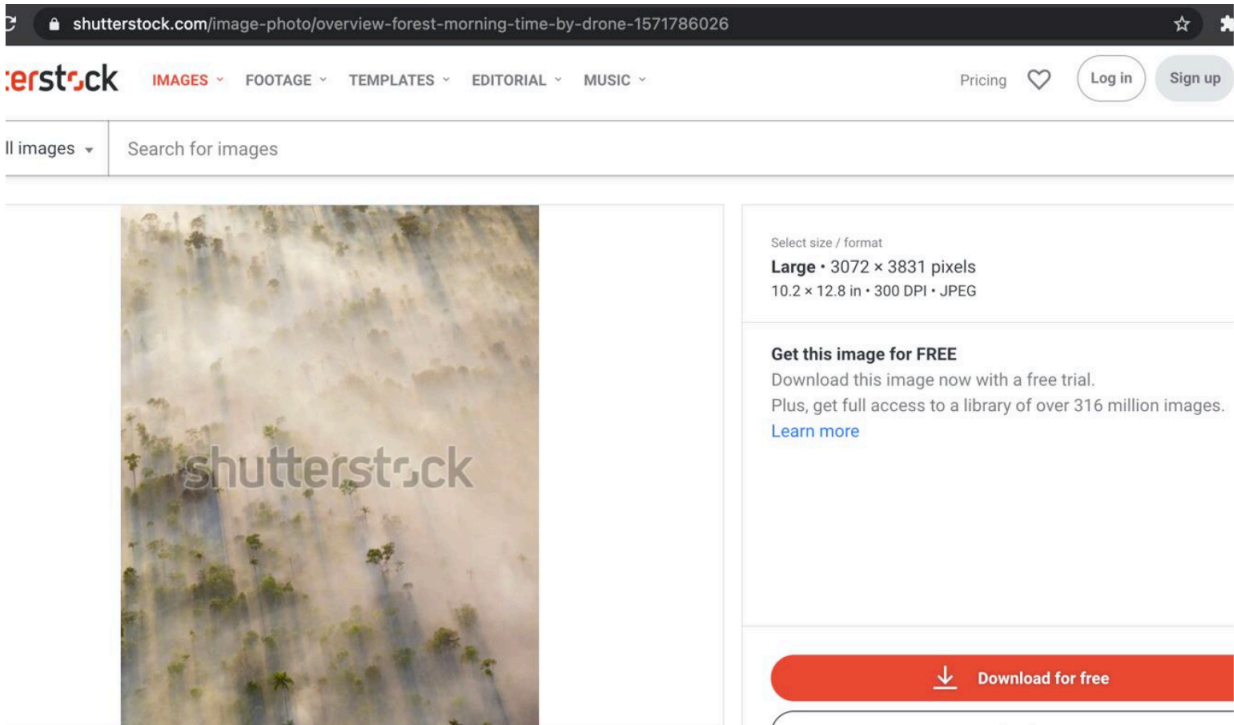 shutterstock.com/image-photo/overview-forest-morning-time-by-drone-1571786026
terstock IMAGES FOOTAGE TEMPLATES EDITORIAL MUSIC Pricing Log in Sign up
ll images Search for images
Select size / format
Large • 3072 × 3831 pixels
10.2 × 12.8 in • 300 DPI • JPEG
Get this image for FREE
Download this image now with a free trial.
Plus, get full access to a library of over 316 million images.
Learn more
shutterstock
Download for free